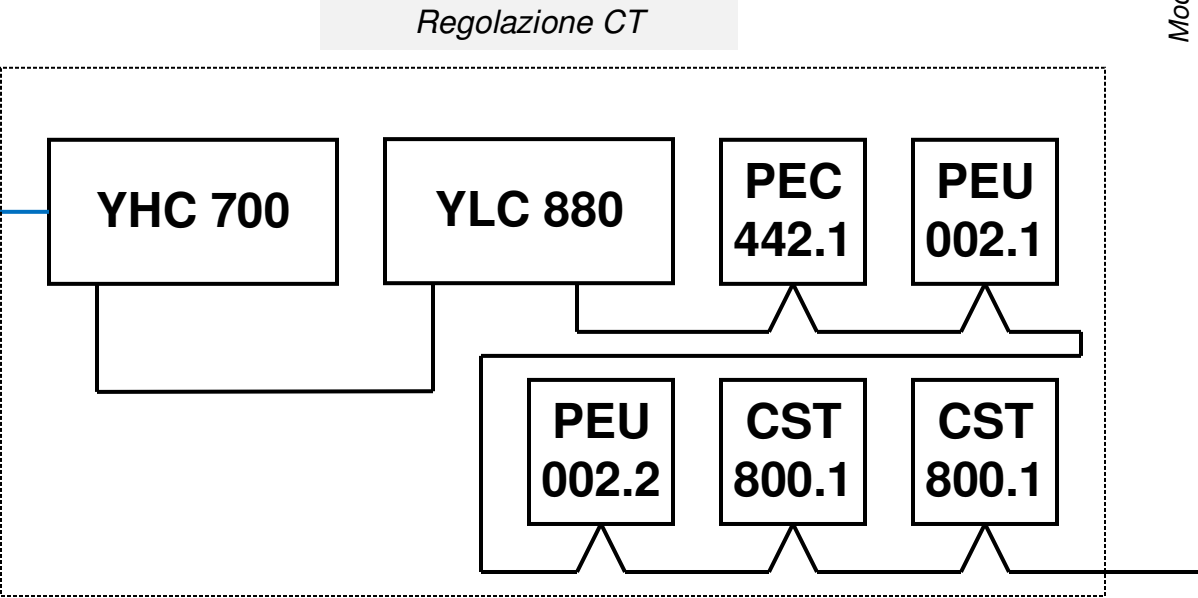 Regolazione CT
Mod
YHC 700
YLC 880
PEC
442.1
PEU
002.1
PEU
002.2
CST
800.1
CST
800.1